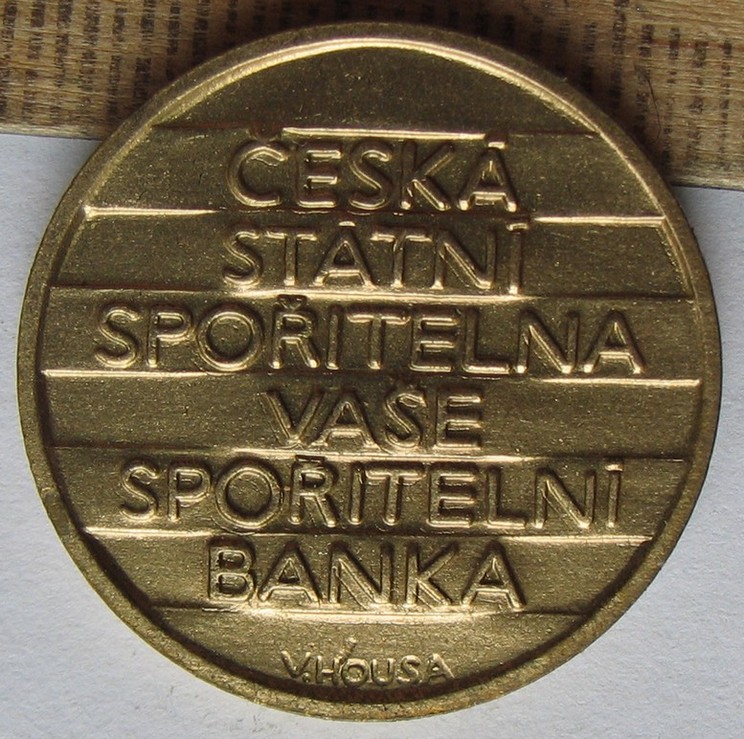 ČESKÁ
STÁTNÍ
SPOŘITELNA
VAŠE
SPOŘITELNÍ
BANKA
V.HOUSA